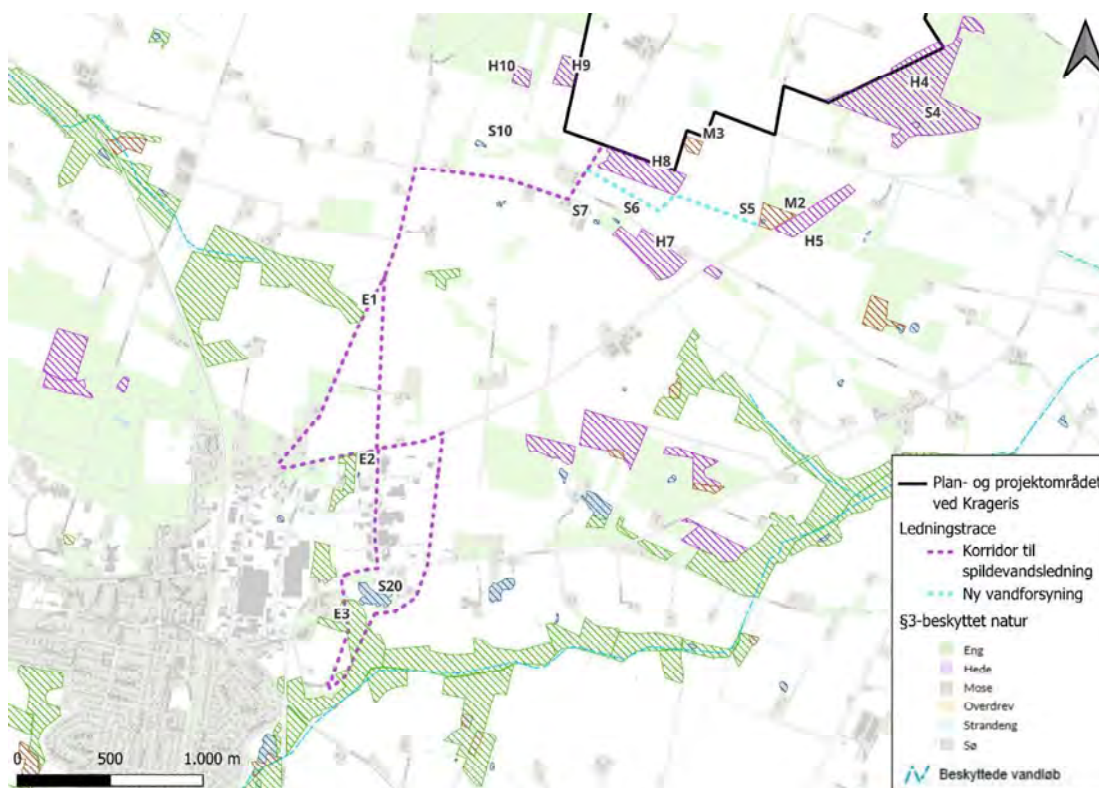 H10
H9
H4
S4
S10
M3
H8
S7
S6
S5
M2
H5
H7
E1
E2
S20
E3
Plan- og projektområdet
ved Krageris
Ledningstrace
Korridor til
spildevandsledning
Ny vandforsyning
§3-beskyttet natur
Eng
Hede
Mose
Overdrev
Strandeng
Sø
Beskyttede vandløb
0 500 1.000 m